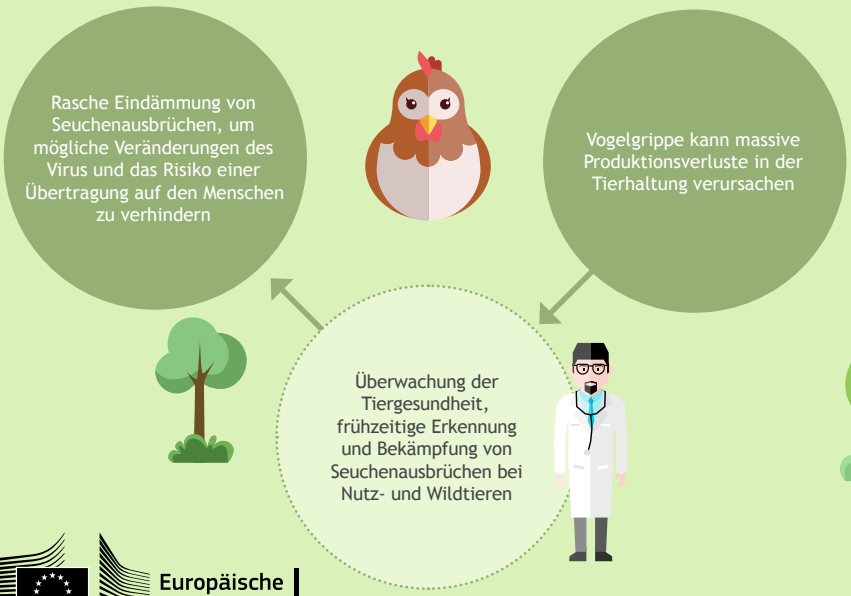 Rasche Eindämmung von
Seuchenausbrüchen, um
mögliche Veränderungen des
Virus und das Risiko einer
Übertragung auf den Menschen
zu verhindern
Vogelgrippe kann massive
Produktionsverluste in der
Tierhaltung verursachen
Überwachung der
Tiergesundheit,
frühzeitige Erkennung
und Bekämpfung von
Seuchenausbrüchen bei
Nutz- und Wildtieren
Europäische